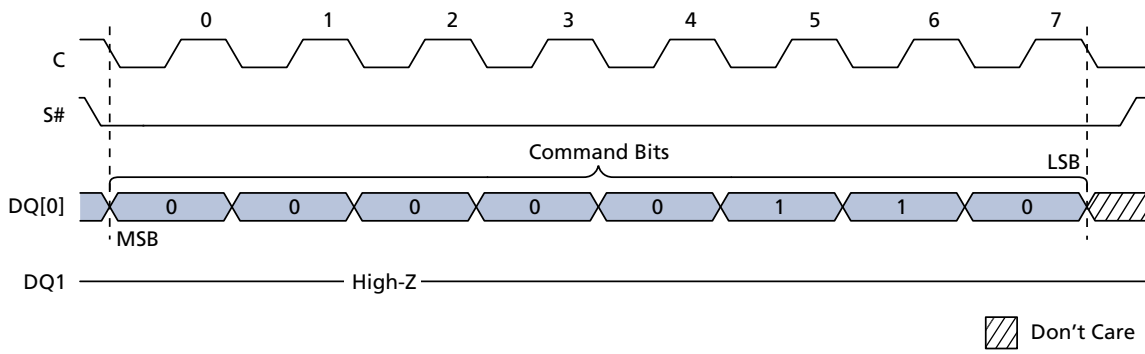 0 1 2 3 4 5 6 7
C
S#
Command Bits
LSB
DQ[0] 0 0 0 0 0 1 1 0
MSB
DQ1 High-Z
Don't Care